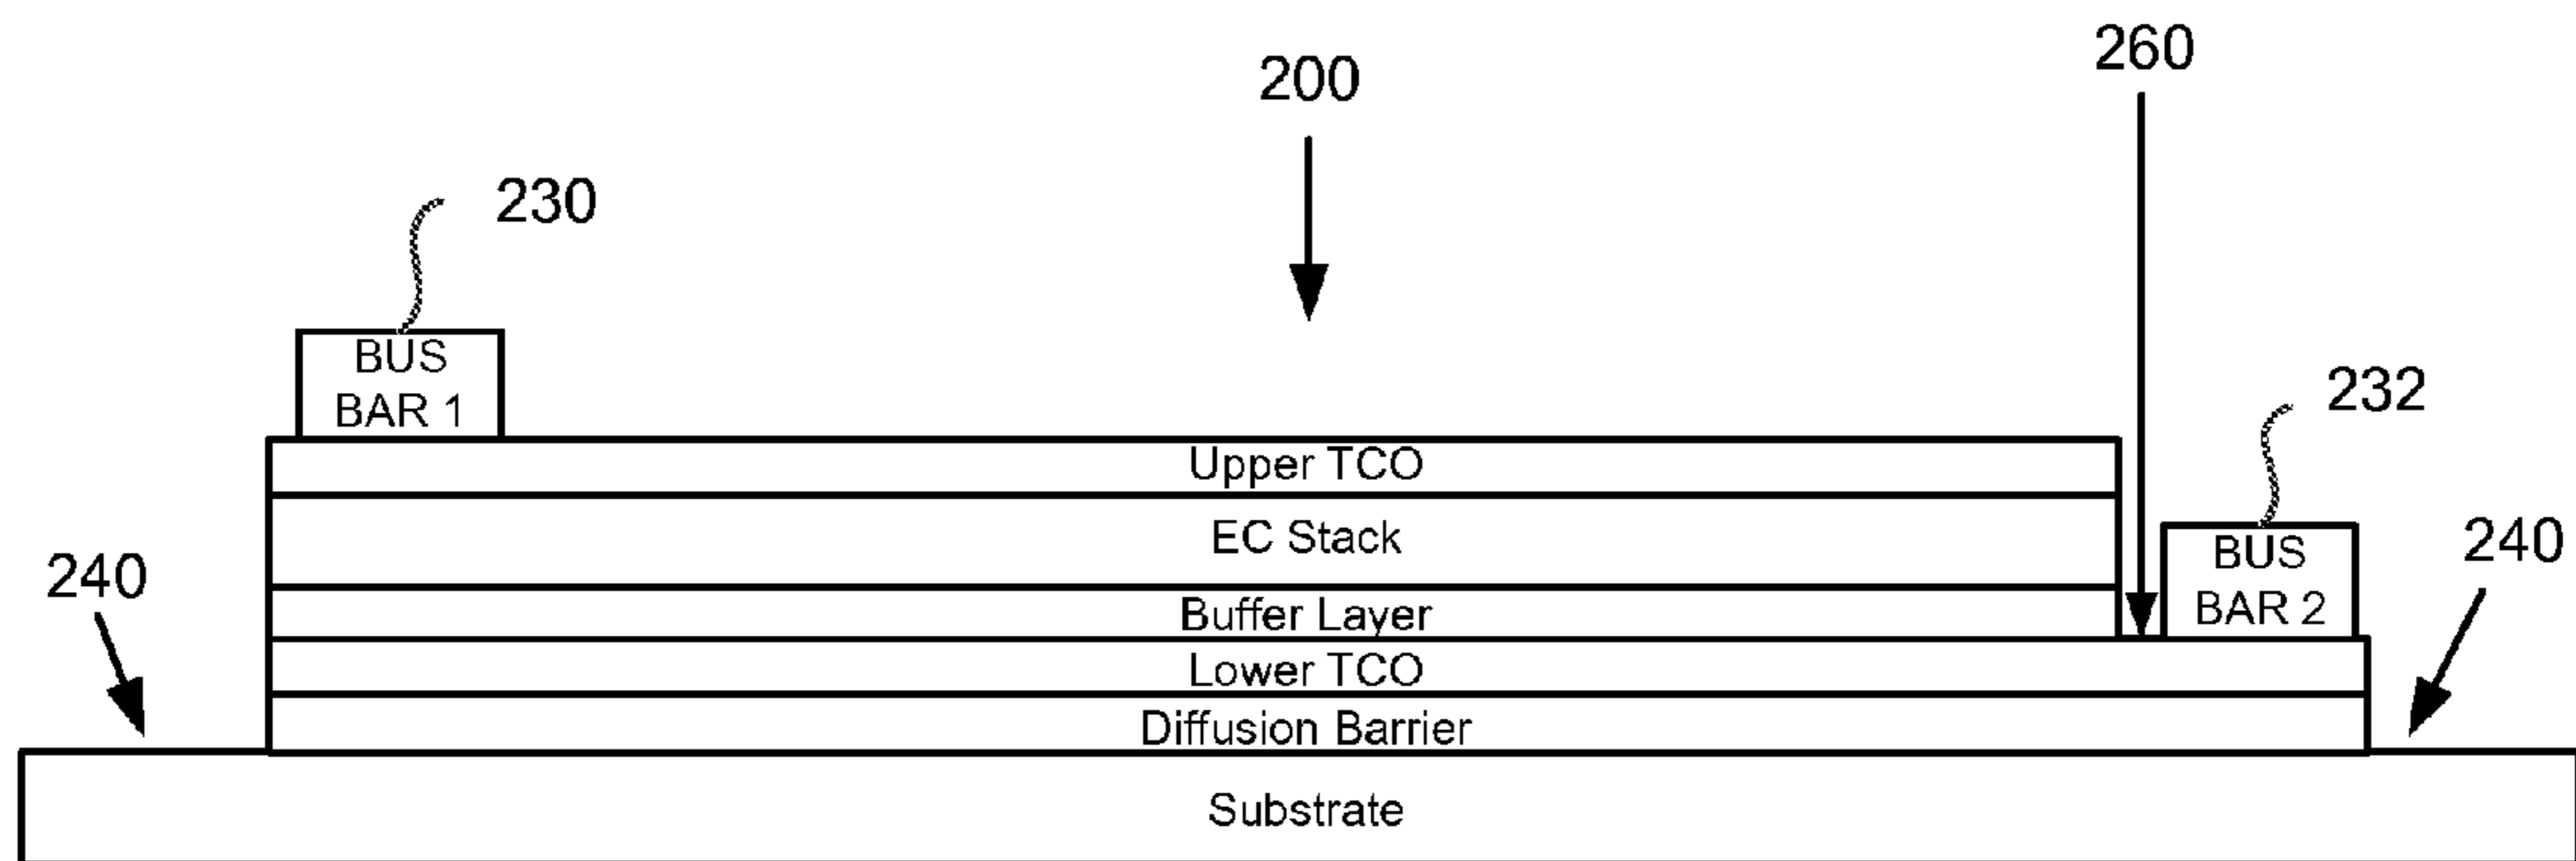 260
200
230
BUS
BAR 1
232
Upper TCO
EC Stack
BUS
BAR 2
240
240
Buffer Layer
Lower TCO
Diffusion Barrier
Substrate